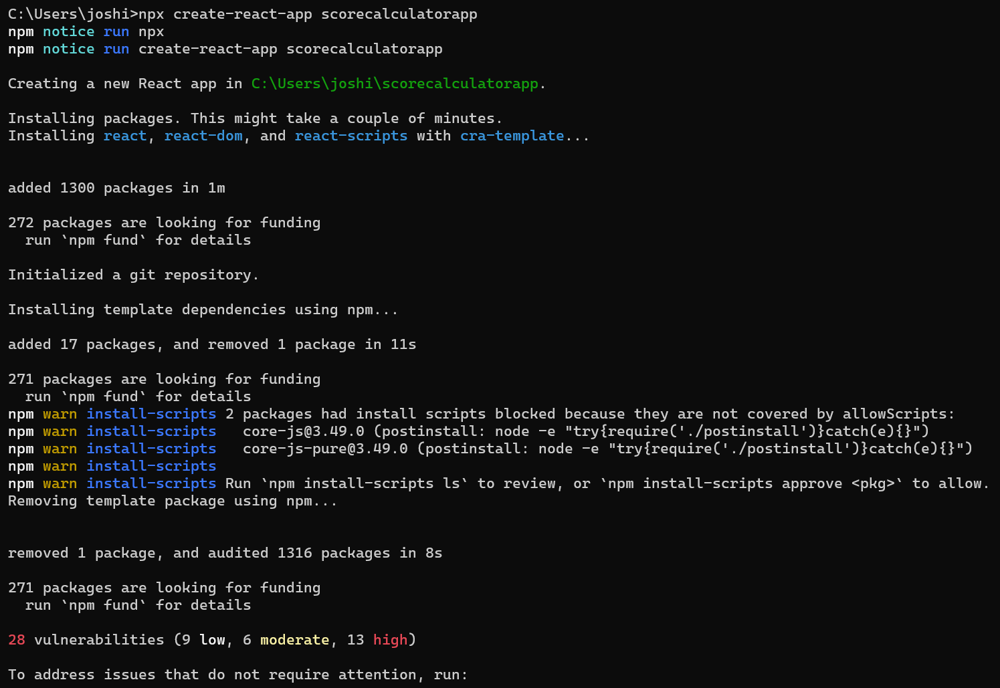 C:\Users\joshi>npx create-react-app scorecalculatorapp
npm notice run npx
npm notice run create-react-app scorecalculatorapp
Creating a new React app in C:\Users\joshi\scorecalculatorapp.
Installing packages. This might take a couple of minutes.
Installing react, react-dom, and react-scripts with cra-template...
added 1300 packages in 1m
272 packages are looking for funding
  run `npm fund` for details
Initialized a git repository.
Installing template dependencies using npm...
added 17 packages, and removed 1 package in 11s
271 packages are looking for funding
  run `npm fund` for details
npm warn install-scripts 2 packages had install scripts blocked because they are not covered by allowScripts:
npm warn install-scripts   core-js@3.49.0 (postinstall: node -e "try{require('./postinstall')}catch(e){}")
npm warn install-scripts   core-js-pure@3.49.0 (postinstall: node -e "try{require('./postinstall')}catch(e){}")
npm warn install-scripts
npm warn install-scripts Run `npm install-scripts ls` to review, or `npm install-scripts approve <pkg>` to allow.
Removing template package using npm...
removed 1 package, and audited 1316 packages in 8s
271 packages are looking for funding
  run `npm fund` for details
28 vulnerabilities (9 low, 6 moderate, 13 high)
To address issues that do not require attention, run: